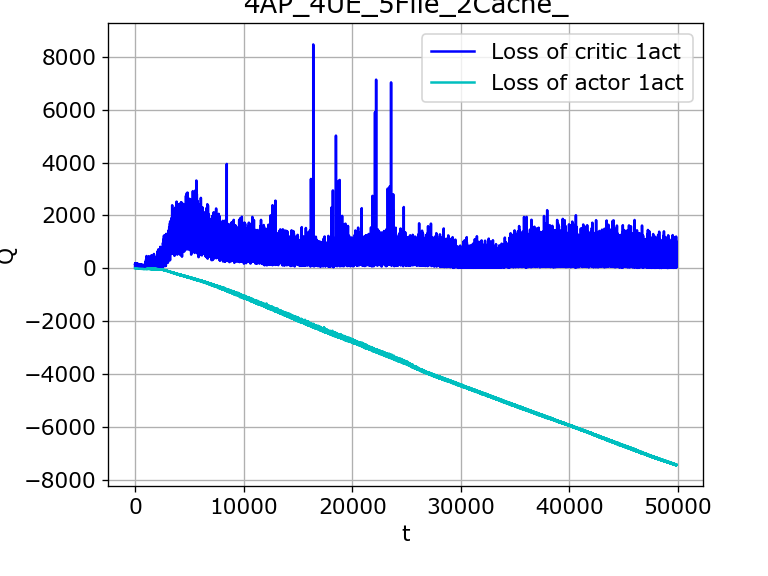 4AP_4UE_5File_2Cache_
Loss of critic 1act
Loss of actor 1act
Q
8000
6000
4000
2000
0
−2000
−4000
−6000
−8000
0 10000 20000 30000 40000 50000
t